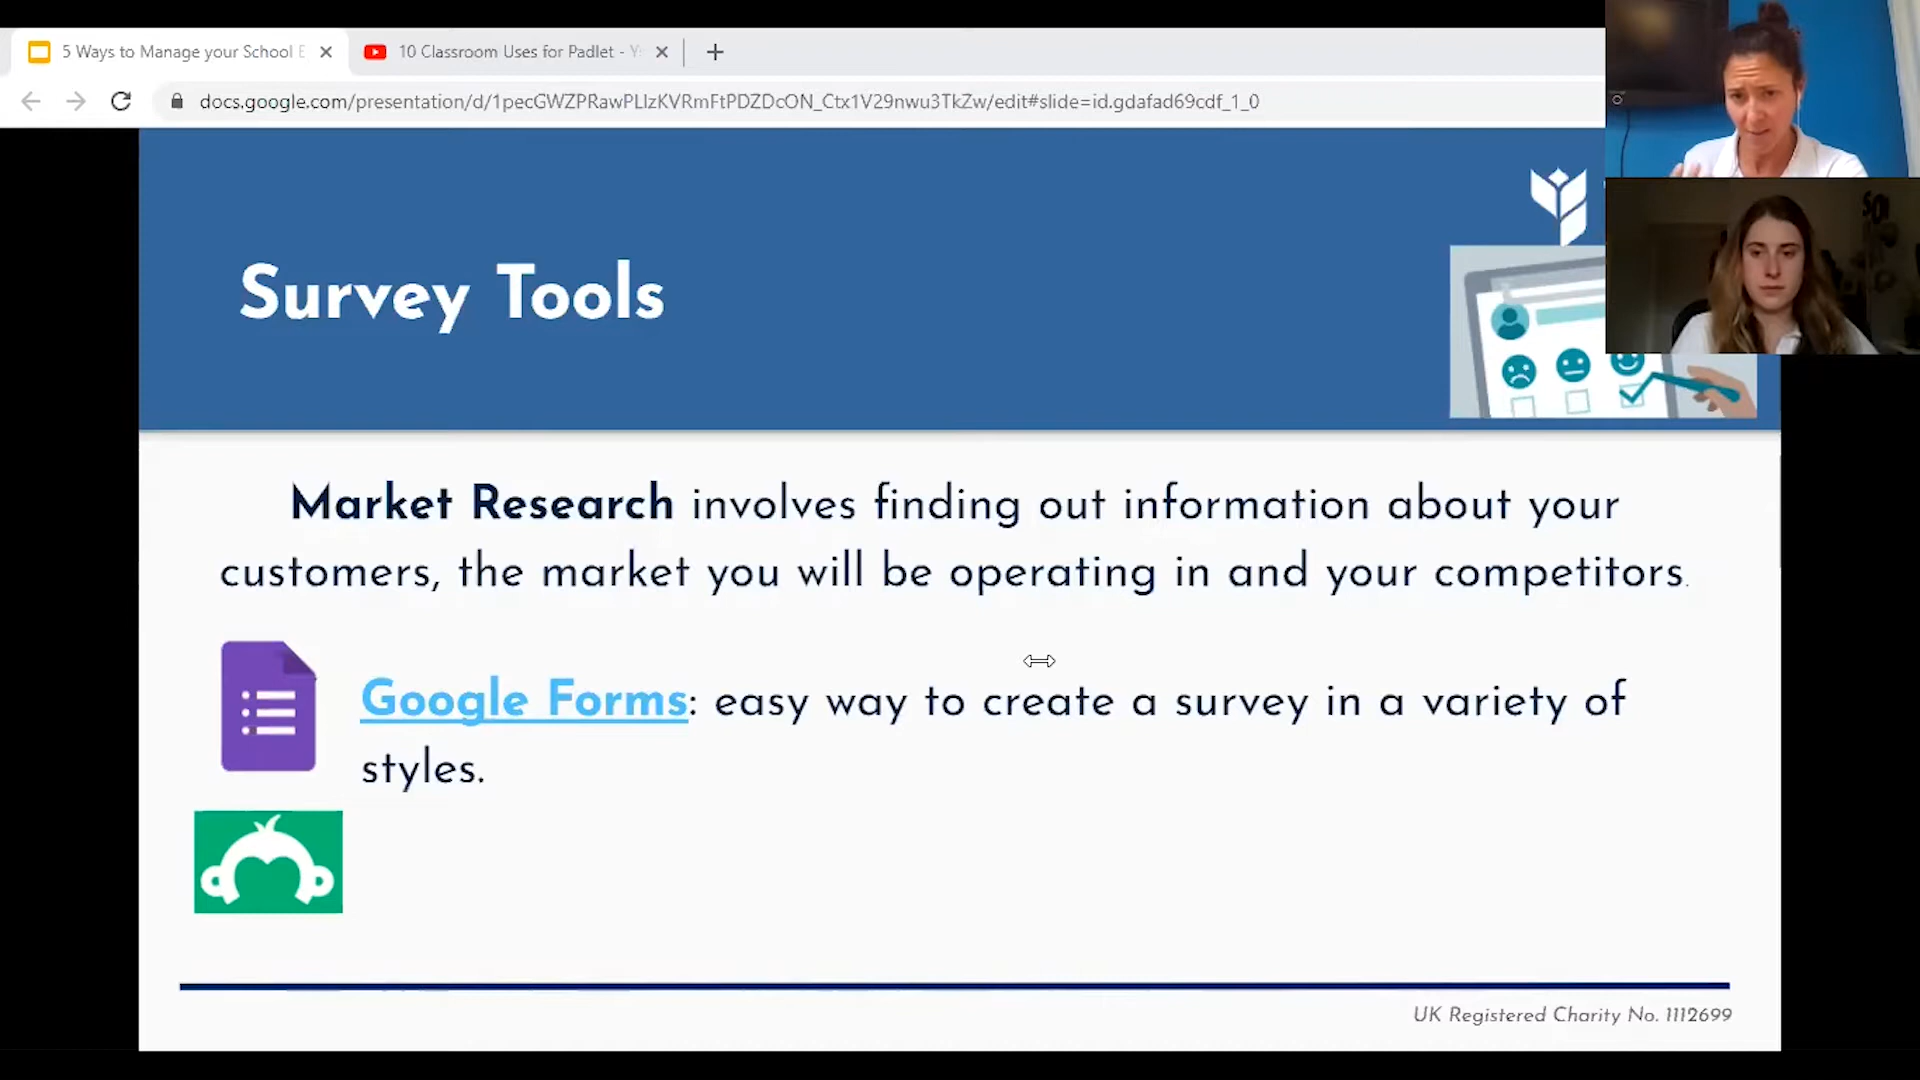 5 Ways to Manage your School E
10 Classroom Uses for Padlet - Y
docs.google.com/presentation/d/1pecGWZPRawPLIzKVRmFtPDZDcON_Ctx1V29nwu3TkZw/edit#slide=id.gdafad69cdf_1_0
Survey Tools
Market Research involves finding out information about your
customers, the market you will be operating in and your competitors.
Google Forms: easy way to create a survey in a variety of
styles.
UK Registered Charity No. 1112699